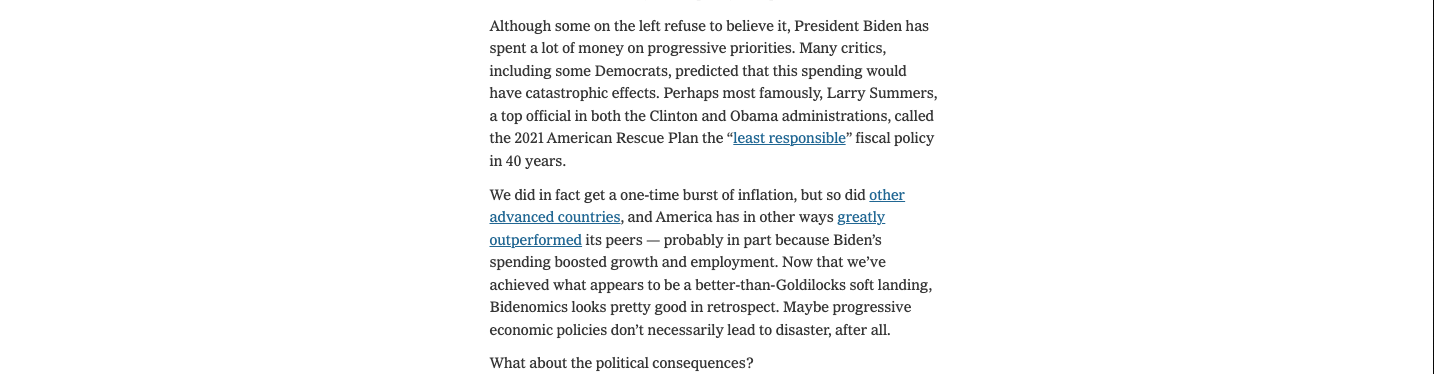 Although some on the left refuse to believe it, President Biden has
spent a lot of money on progressive priorities. Many critics,
including some Democrats, predicted that this spending would
have catastrophic effects. Perhaps most famously, Larry Summers,
a top official in both the Clinton and Obama administrations, called
the 2021 American Rescue Plan the “least responsible” fiscal policy
in 40 years.
We did in fact get a one-time burst of inflation, but so did other
advanced countries, and America has in other ways greatly
outperformed its peers — probably in part because Biden’s
spending boosted growth and employment. Now that we’ve
achieved what appears to be a better-than-Goldilocks soft landing,
Bidenomics looks pretty good in retrospect. Maybe progressive
economic policies don’t necessarily lead to disaster, after all.
What about the political consequences?